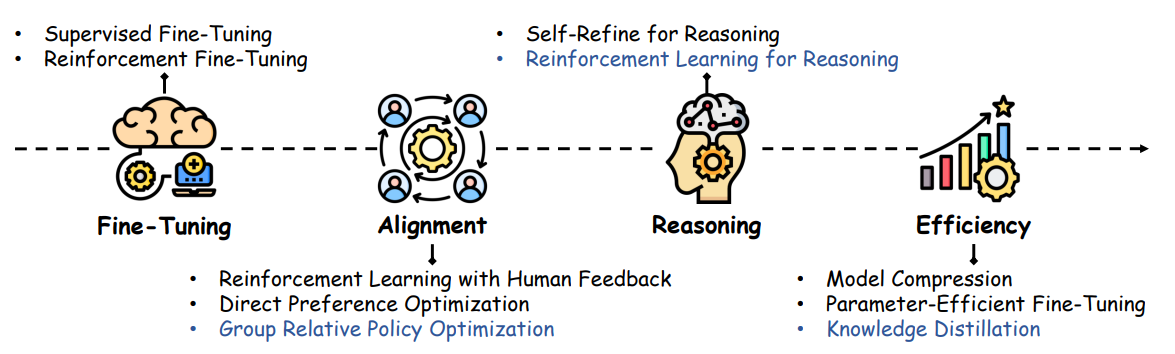 • Supervised Fine-Tuning
• Reinforcement Fine-Tuning
• Self-Refine for Reasoning
• Reinforcement Learning for Reasoning
Fine-Tuning
Alignment
Reasoning
Efficiency
• Reinforcement Learning with Human Feedback
• Direct Preference Optimization
• Group Relative Policy Optimization
• Model Compression
• Parameter-Efficient Fine-Tuning
• Knowledge Distillation